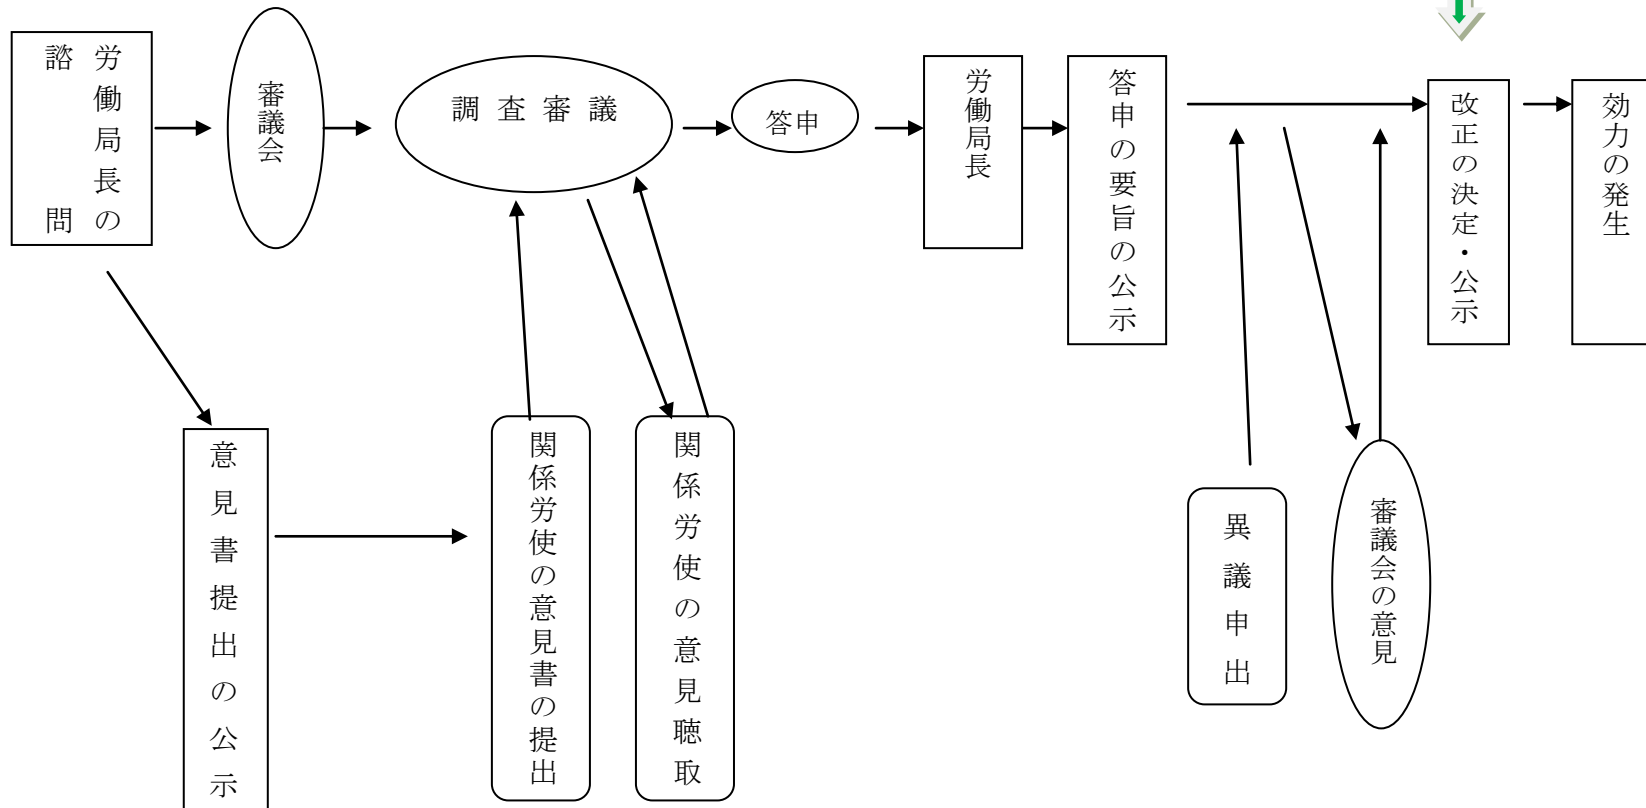 労働局長の
諮問
審議会
調査審議
答申
労働局長
答申の要旨の公示
改正の決定・公示
効力の発生
意見書提出の公示
関係労使の意見書の提出
関係労使の意見聴取
異議申出
審議会の意見